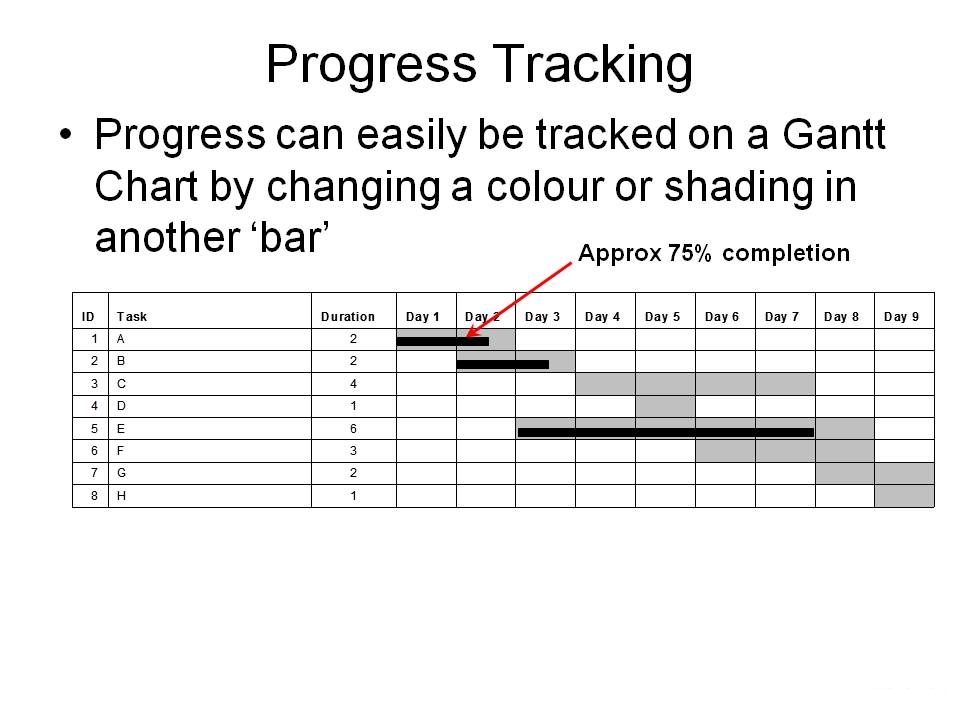 Progress Tracking
• Progress can easily be tracked on a Gantt
Chart by changing a colour or shading in
another ‘bar’
Approx 75% completion
ID Task Duration Day 1 Day 2 Day 3 Day 4 Day 5 Day 6 Day 7 Day 8 Day 9
1 A 2
2 B 2
3 C 4
4 D 1
5 E 6
6 F 3
7 G 2
8 H 1